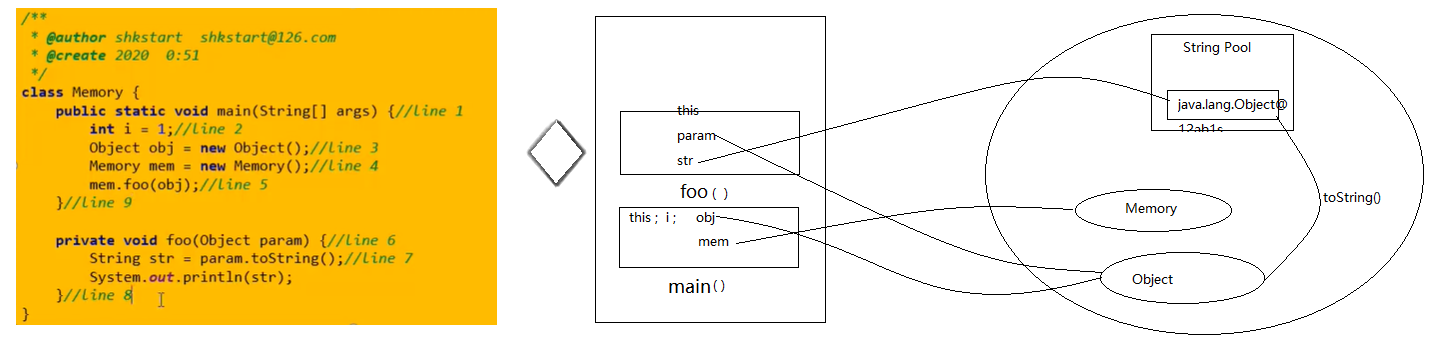 /**
 * @author shkstart  shkstart@126.com
 * @create 2020  0:51
 */
class Memory {
    public static void main(String[] args) {//line 1
        int i = 1;//line 2
        Object obj = new Object();//line 3
        Memory mem = new Memory();//line 4
        mem.foo(obj);//line 5
    }//line 9

    private void foo(Object param) {//line 6
        String str = param.toString();//line 7
        System.out.println(str);
    }//line 8
}
this
param
str
foo ( )
this ; i ; obj
mem
main ( )
String Pool
java.lang.Object@
12ab1s
Memory
Object
toString()